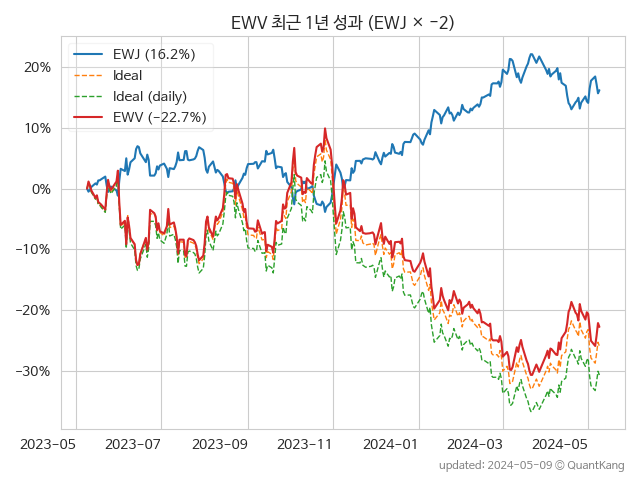 EWV 최근 1년 성과 (EWJ × −2)
EWJ (16.2%)
Ideal
Ideal (daily)
EWV (−22.7%)
20%
10%
0%
−10%
−20%
−30%
2023-05
2023-07
2023-09
2023-11
2024-01
2024-03
2024-05
updated: 2024-05-09 © QuantKang